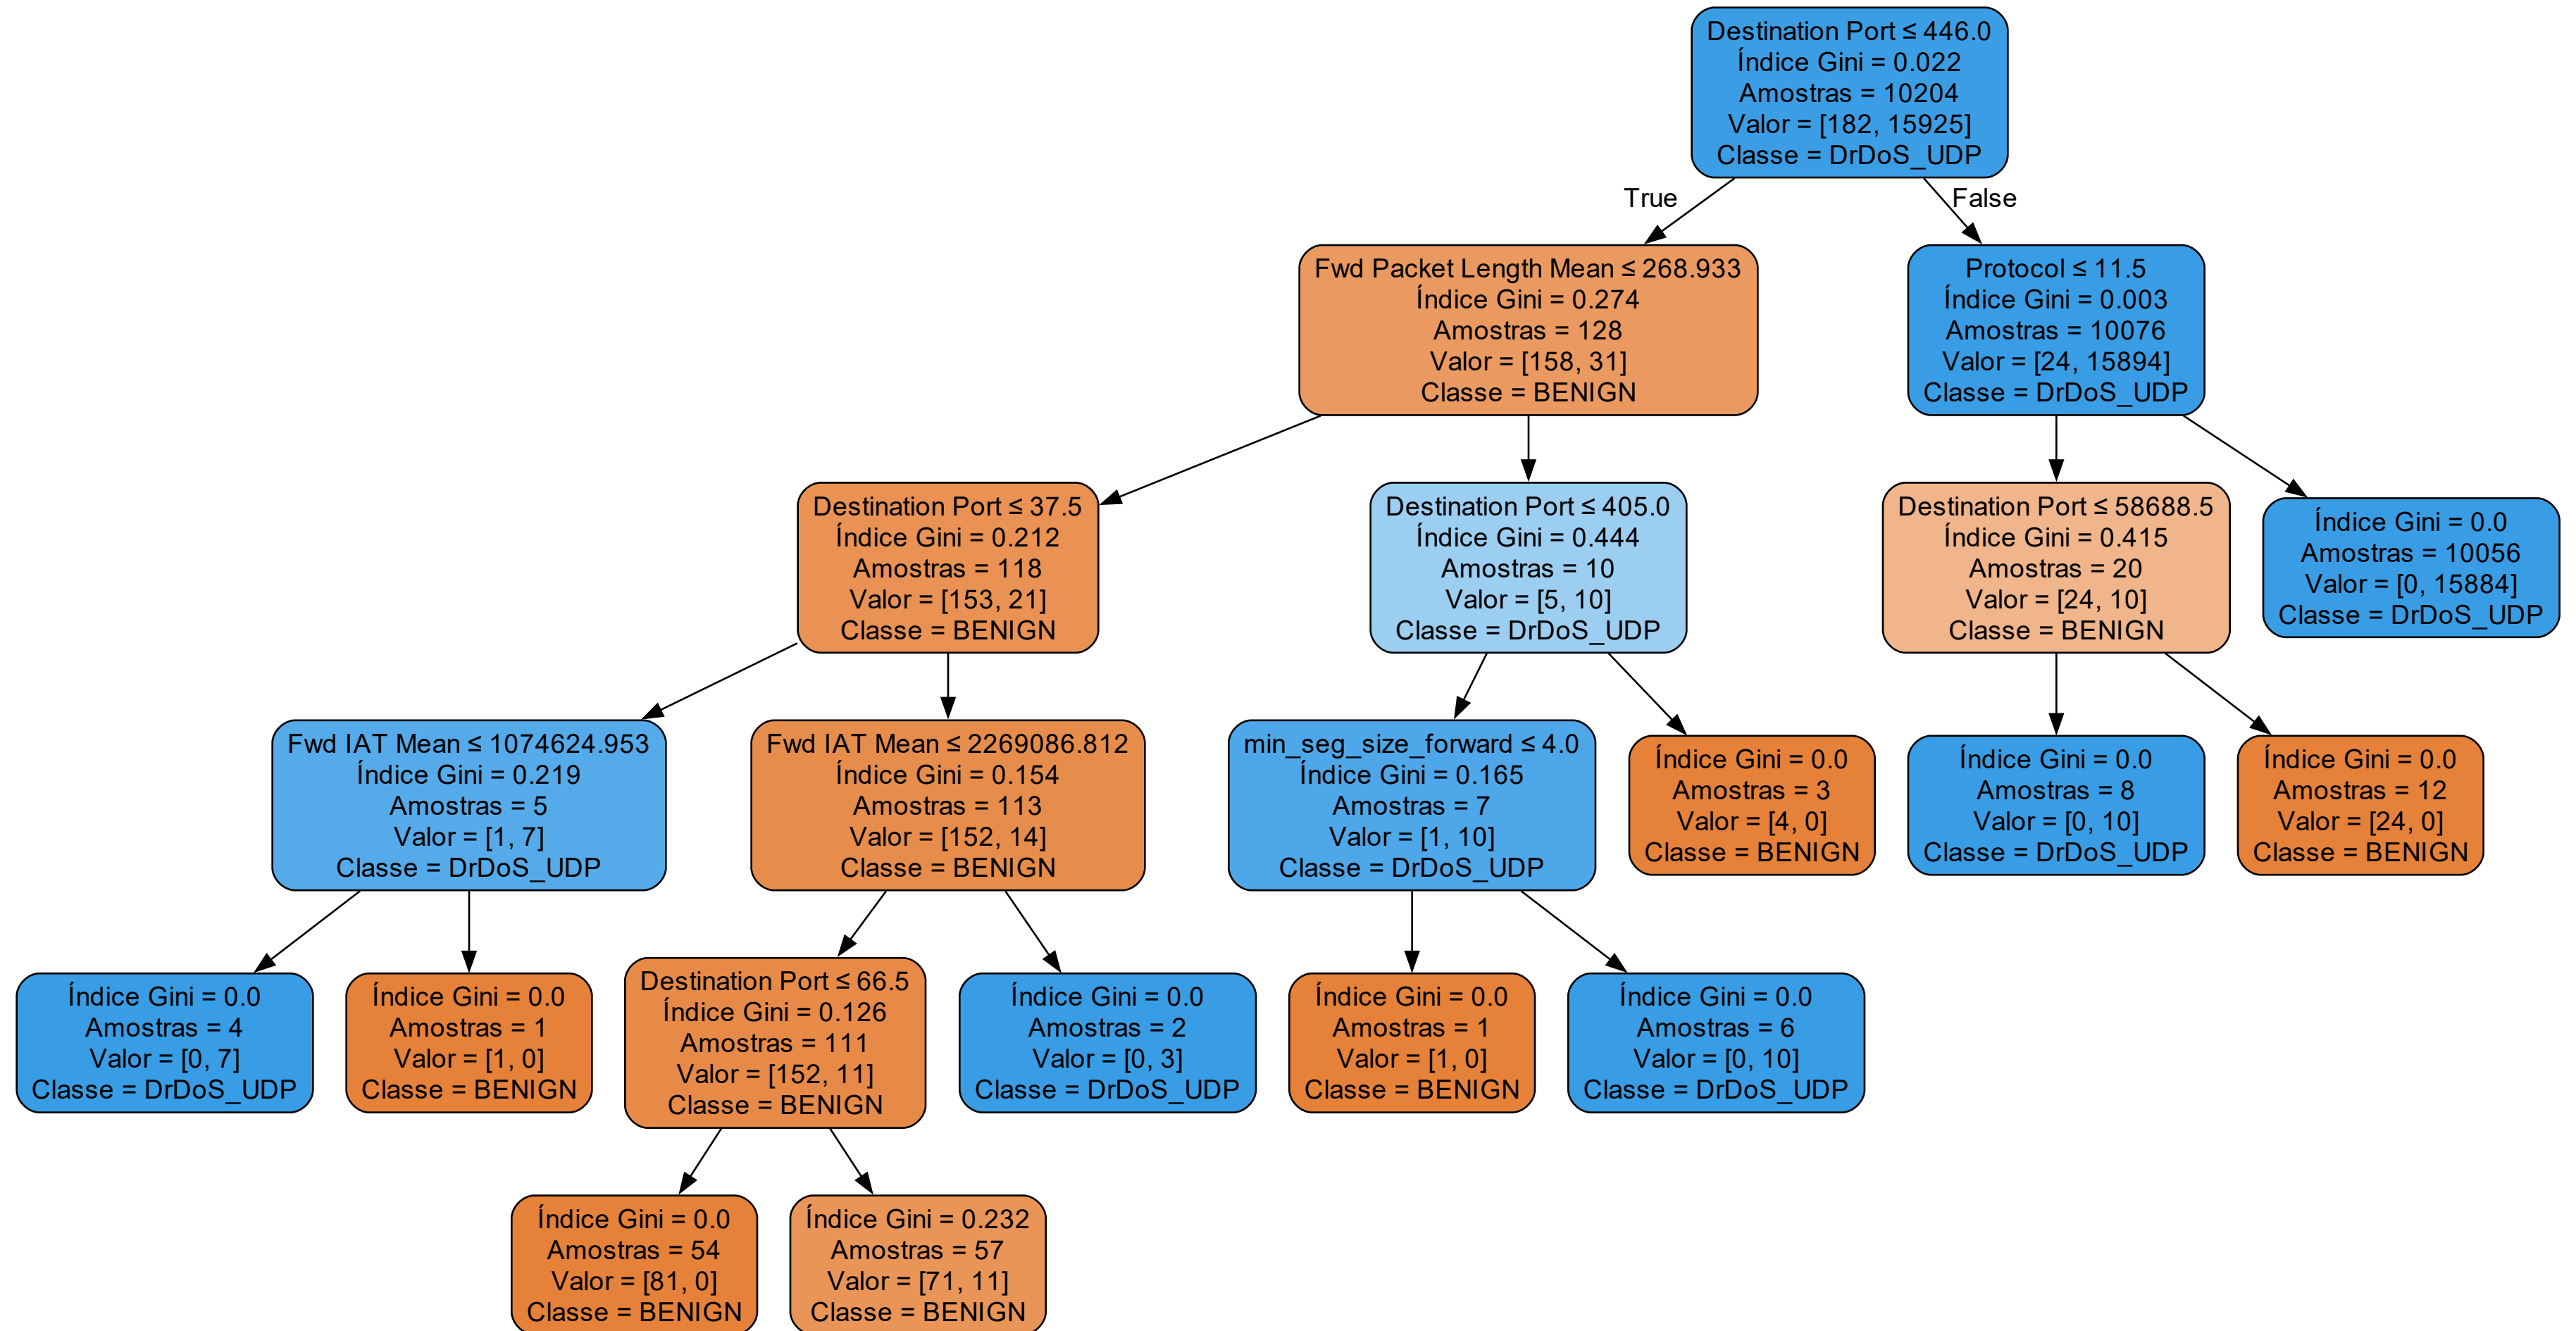 Destination Port ≤ 446.0
Índice Gini = 0.022
Amostras = 10204
Valor = [182, 15925]
Classe = DrDoS_UDP
True
False
Fwd Packet Length Mean ≤ 268.933
Índice Gini = 0.274
Amostras = 128
Valor = [158, 31]
Classe = BENIGN
Protocol ≤ 11.5
Índice Gini = 0.003
Amostras = 10076
Valor = [24, 15894]
Classe = DrDoS_UDP
Destination Port ≤ 37.5
Índice Gini = 0.212
Amostras = 118
Valor = [153, 21]
Classe = BENIGN
Destination Port ≤ 405.0
Índice Gini = 0.444
Amostras = 10
Valor = [5, 10]
Classe = DrDoS_UDP
Destination Port ≤ 58688.5
Índice Gini = 0.415
Amostras = 20
Valor = [24, 10]
Classe = BENIGN
Índice Gini = 0.0
Amostras = 10056
Valor = [0, 15884]
Classe = DrDoS_UDP
Fwd IAT Mean ≤ 1074624.953
Índice Gini = 0.219
Amostras = 5
Valor = [1, 7]
Classe = DrDoS_UDP
Fwd IAT Mean ≤ 2269086.812
Índice Gini = 0.154
Amostras = 113
Valor = [152, 14]
Classe = BENIGN
min_seg_size_forward ≤ 4.0
Índice Gini = 0.165
Amostras = 7
Valor = [1, 10]
Classe = DrDoS_UDP
Índice Gini = 0.0
Amostras = 3
Valor = [4, 0]
Classe = BENIGN
Índice Gini = 0.0
Amostras = 8
Valor = [0, 10]
Classe = DrDoS_UDP
Índice Gini = 0.0
Amostras = 12
Valor = [24, 0]
Classe = BENIGN
Índice Gini = 0.0
Amostras = 4
Valor = [0, 7]
Classe = DrDoS_UDP
Índice Gini = 0.0
Amostras = 1
Valor = [1, 0]
Classe = BENIGN
Destination Port ≤ 66.5
Índice Gini = 0.126
Amostras = 111
Valor = [152, 11]
Classe = BENIGN
Índice Gini = 0.0
Amostras = 2
Valor = [0, 3]
Classe = DrDoS_UDP
Índice Gini = 0.0
Amostras = 1
Valor = [1, 0]
Classe = BENIGN
Índice Gini = 0.0
Amostras = 6
Valor = [0, 10]
Classe = DrDoS_UDP
Índice Gini = 0.0
Amostras = 54
Valor = [81, 0]
Classe = BENIGN
Índice Gini = 0.232
Amostras = 57
Valor = [71, 11]
Classe = BENIGN